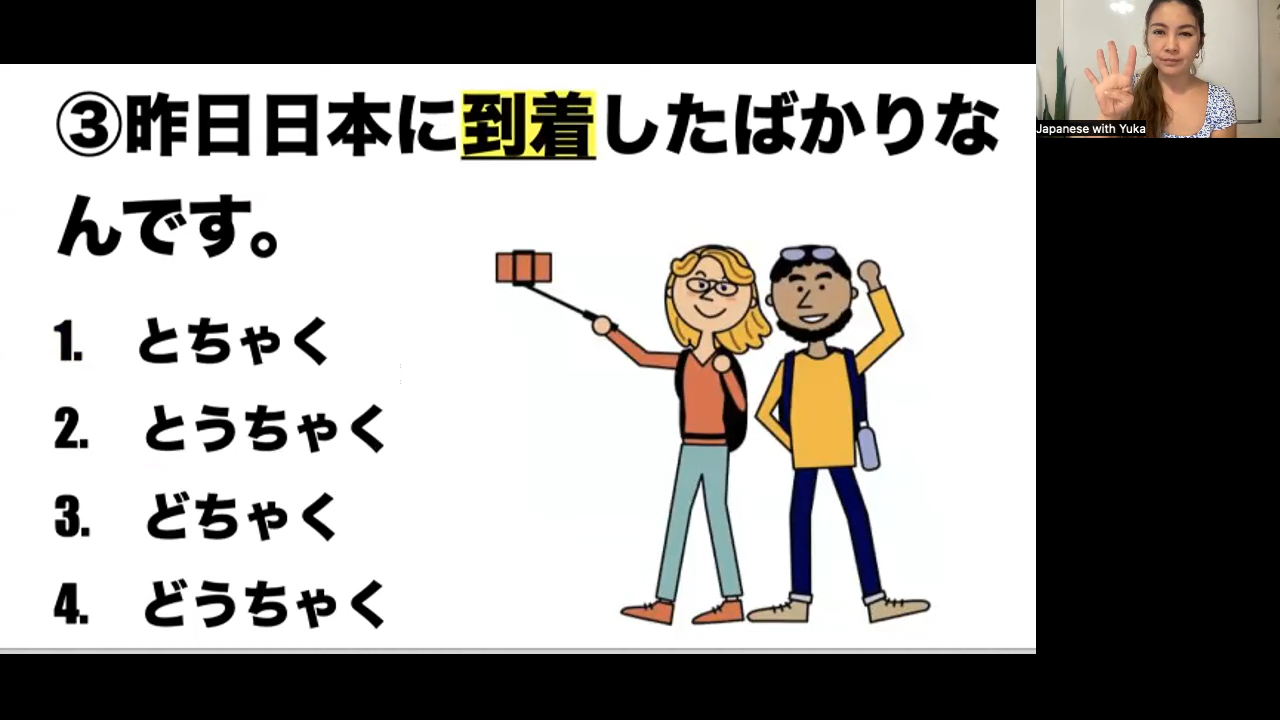 ③昨日日本に到着したばかりな
んです。
1. とちゃく
2. とうちゃく
3. どちゃく
4. どうちゃく
Japanese with Yuka